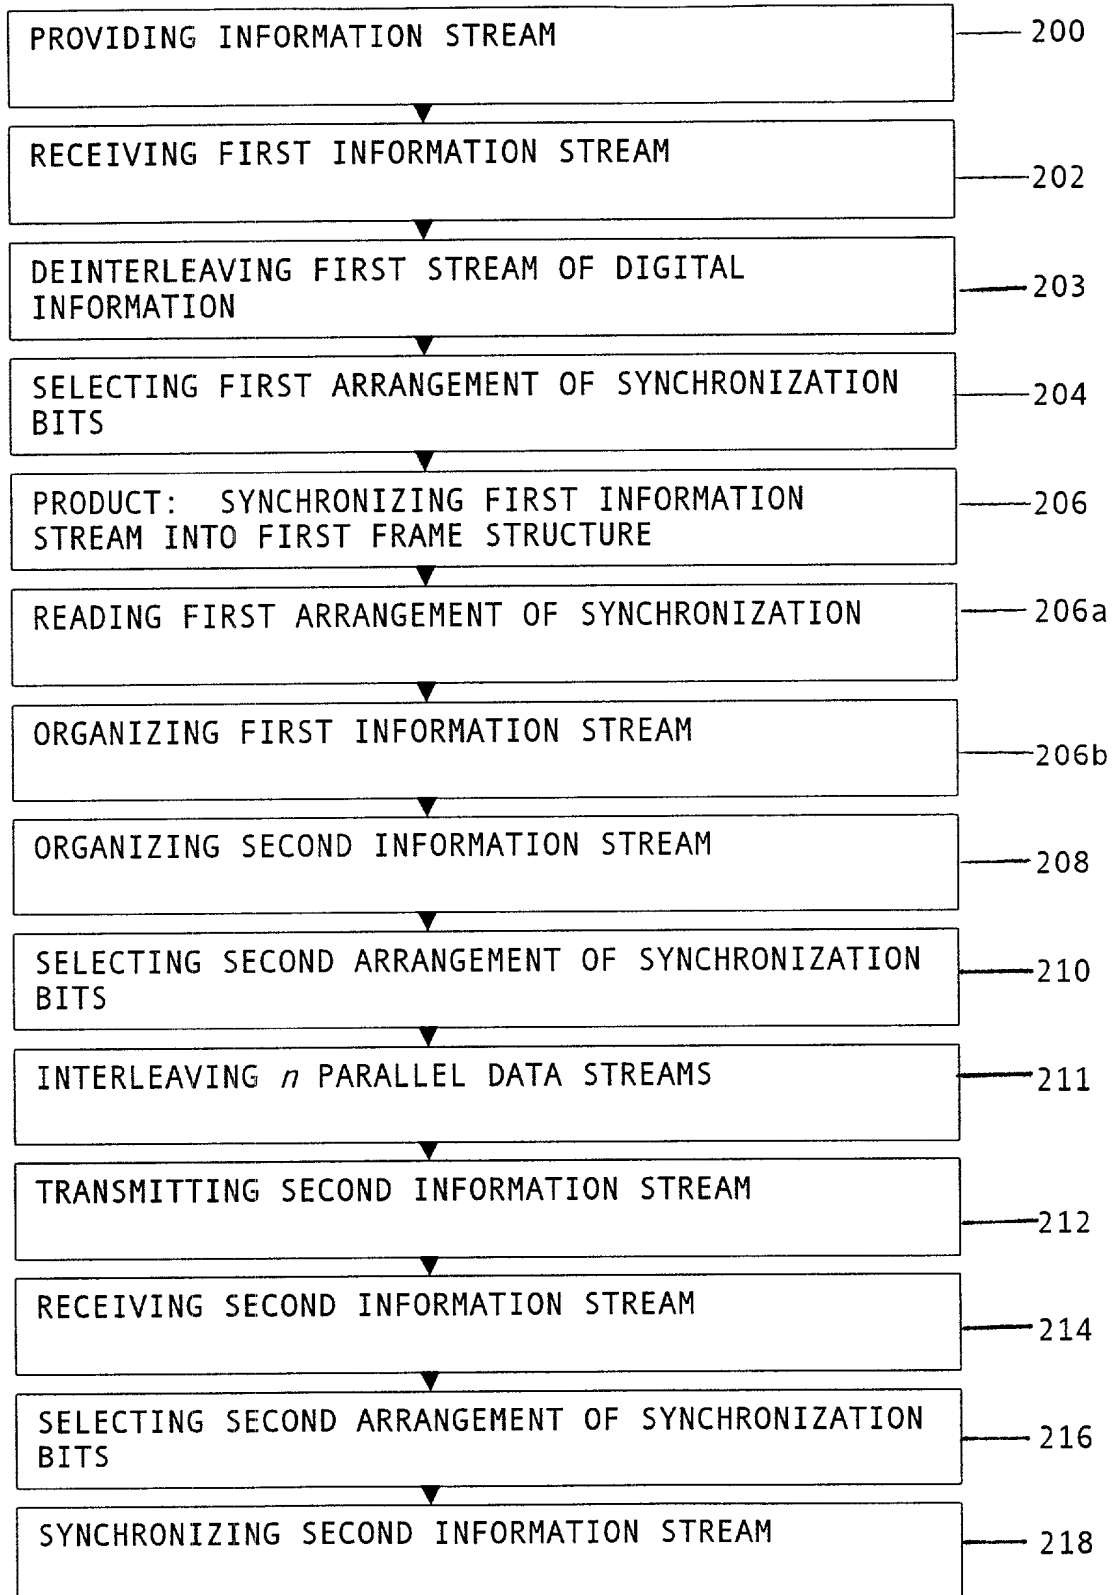 PROVIDING INFORMATION STREAM
200
RECEIVING FIRST INFORMATION STREAM
202
DEINTERLEAVING FIRST STREAM OF DIGITAL
INFORMATION
203
SELECTING FIRST ARRANGEMENT OF SYNCHRONIZATION
BITS
204
PRODUCT: SYNCHRONIZING FIRST INFORMATION
STREAM INTO FIRST FRAME STRUCTURE
206
READING FIRST ARRANGEMENT OF SYNCHRONIZATION
206a
ORGANIZING FIRST INFORMATION STREAM
206b
ORGANIZING SECOND INFORMATION STREAM
208
SELECTING SECOND ARRANGEMENT OF SYNCHRONIZATION
BITS
210
INTERLEAVING n PARALLEL DATA STREAMS
211
TRANSMITTING SECOND INFORMATION STREAM
212
RECEIVING SECOND INFORMATION STREAM
214
SELECTING SECOND ARRANGEMENT OF SYNCHRONIZATION
BITS
216
SYNCHRONIZING SECOND INFORMATION STREAM
218